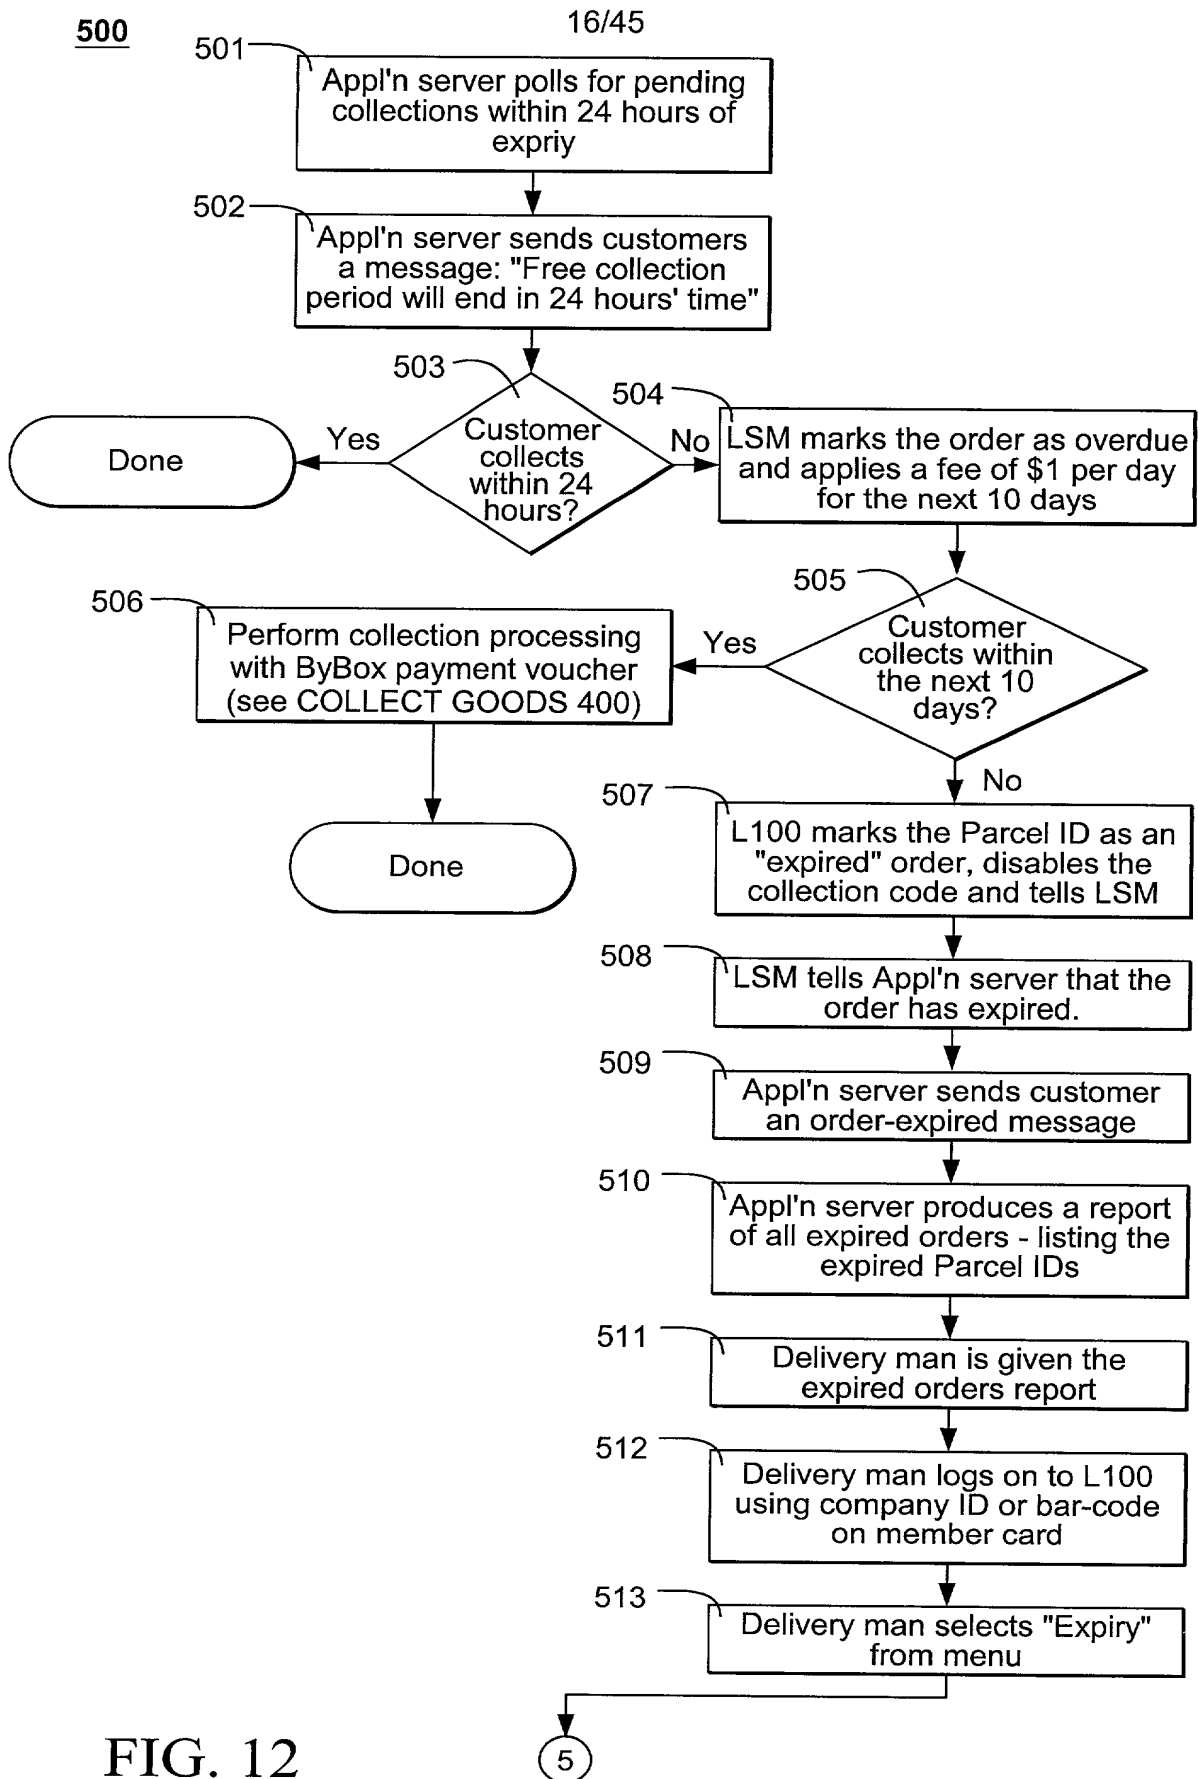 500
16/45
501
Appl'n server polls for pending
collections within 24 hours of
expriy
502
Appl'n server sends customers
a message: "Free collection
period will end in 24 hours' time"
503
Customer
collects
within 24
hours?
Yes
Done
No
504
LSM marks the order as overdue
and applies a fee of $1 per day
for the next 10 days
505
Customer
collects within
the next 10
days?
Yes
506
Perform collection processing
with ByBox payment voucher
(see COLLECT GOODS 400)
Done
No
507
L100 marks the Parcel ID as an
"expired" order, disables the
collection code and tells LSM
508
LSM tells Appl'n server that the
order has expired.
509
Appl'n server sends customer
an order-expired message
510
Appl'n server produces a report
of all expired orders - listing the
expired Parcel IDs
511
Delivery man is given the
expired orders report
512
Delivery man logs on to L100
using company ID or bar-code
on member card
513
Delivery man selects "Expiry"
from menu
5
FIG. 12